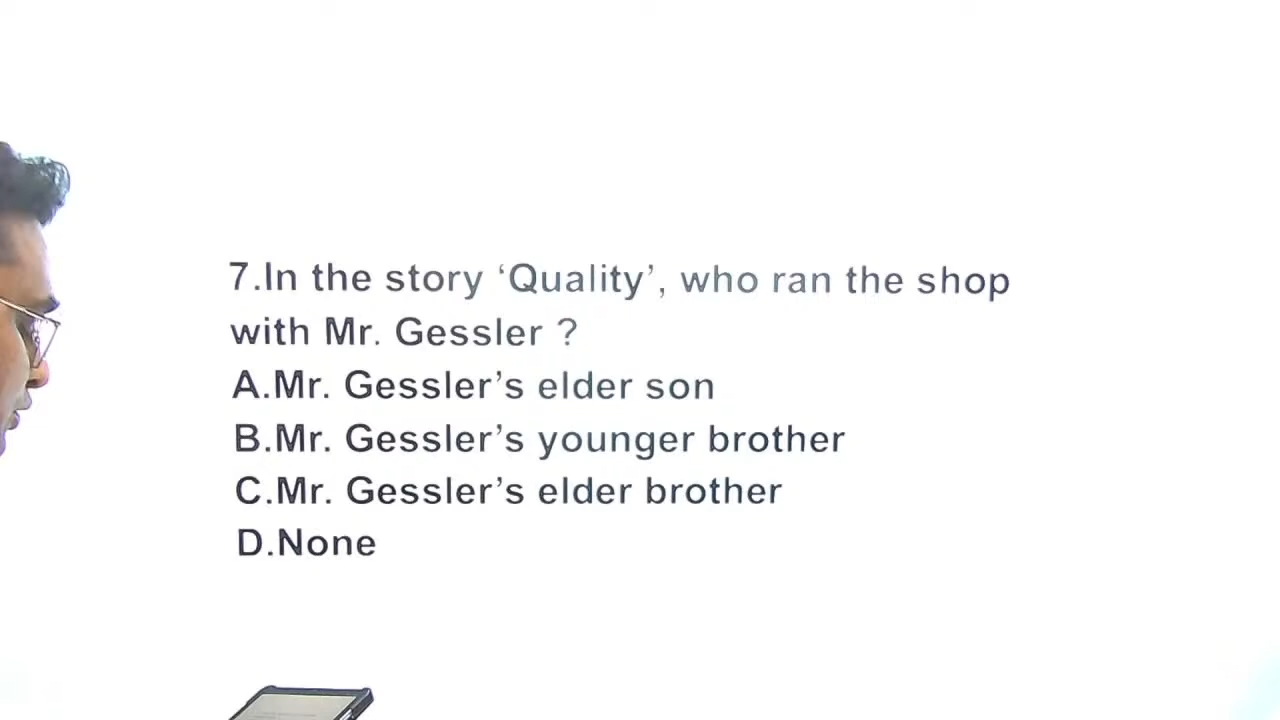 7.In the story ‘Quality’, who ran the shop
with Mr. Gessler ?
A.Mr. Gessler’s elder son
B.Mr. Gessler’s younger brother
C.Mr. Gessler’s elder brother
D.None